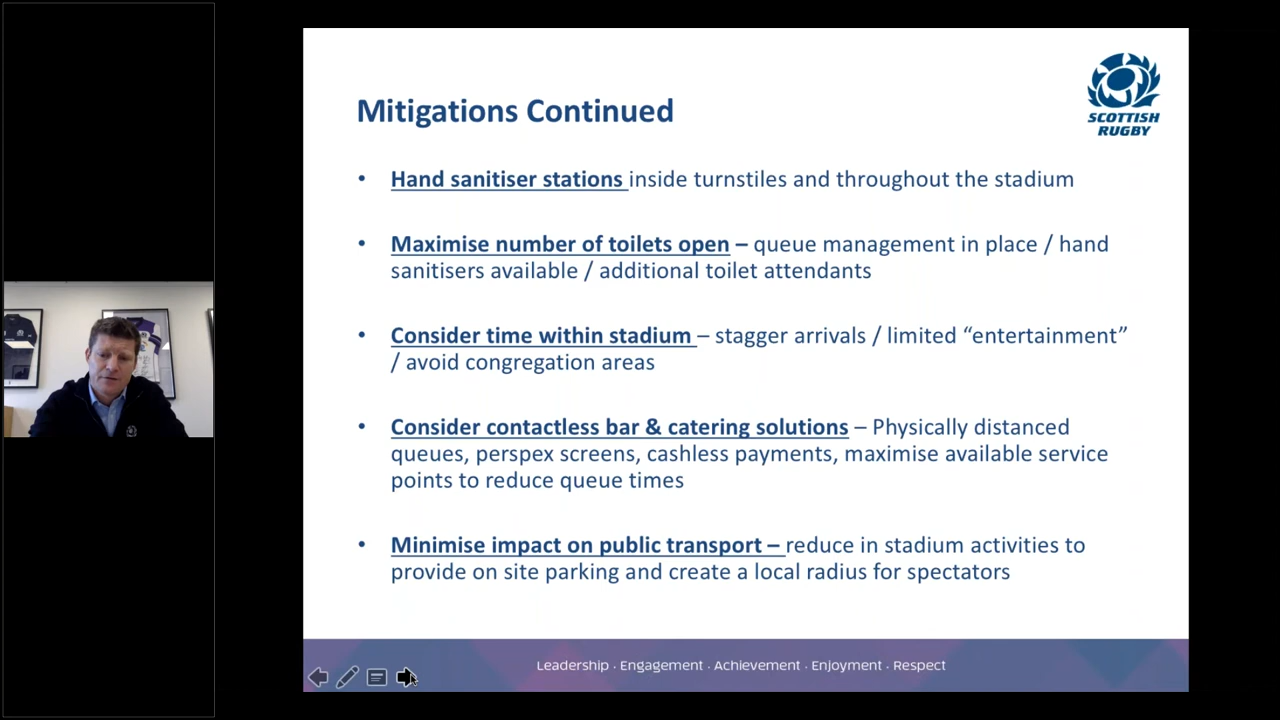 SCOTTISH
RUGBY
Mitigations Continued
• Hand sanitiser stations inside turnstiles and throughout the stadium
• Maximise number of toilets open – queue management in place / hand
sanitisers available / additional toilet attendants
• Consider time within stadium – stagger arrivals / limited “entertainment”
/ avoid congregation areas
• Consider contactless bar & catering solutions – Physically distanced
queues, perspex screens, cashless payments, maximise available service
points to reduce queue times
• Minimise impact on public transport – reduce in stadium activities to
provide on site parking and create a local radius for spectators
Leadership · Engagement · Achievement · Enjoyment · Respect